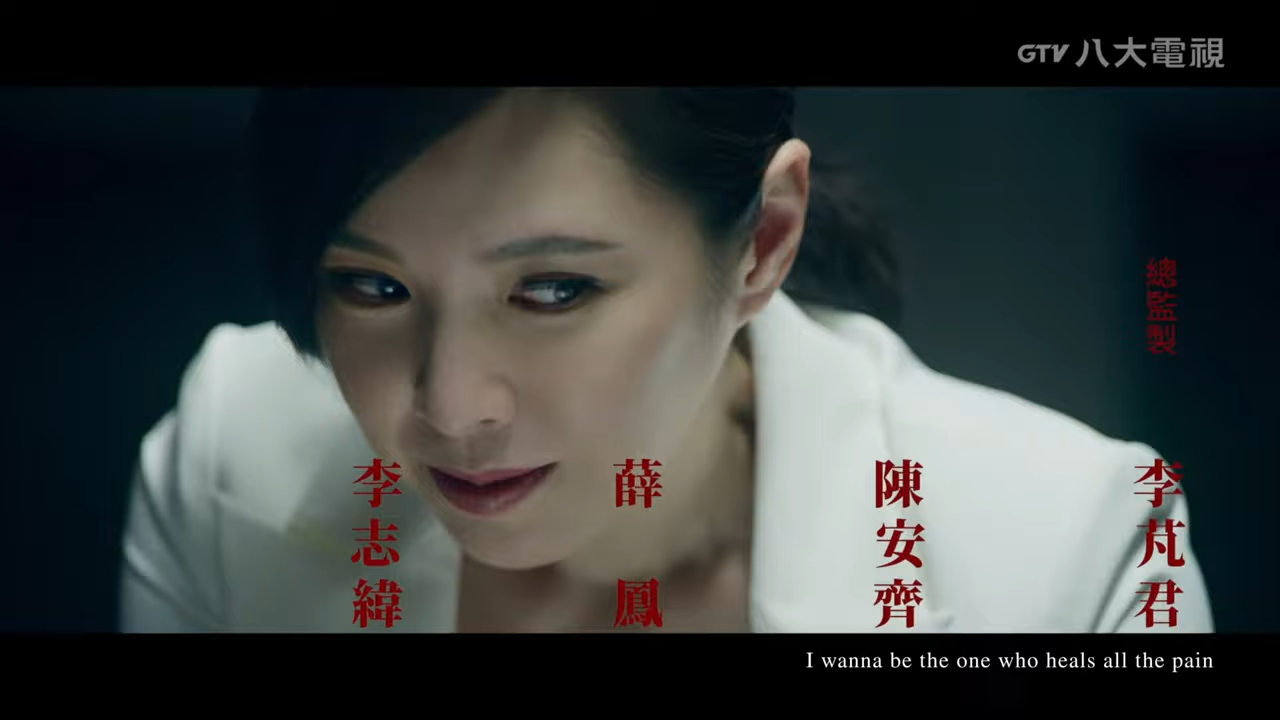 GTV 八大電視
總監製
李芃君
陳安齊
薛鳳
李志緯
I wanna be the one who heals all the pain